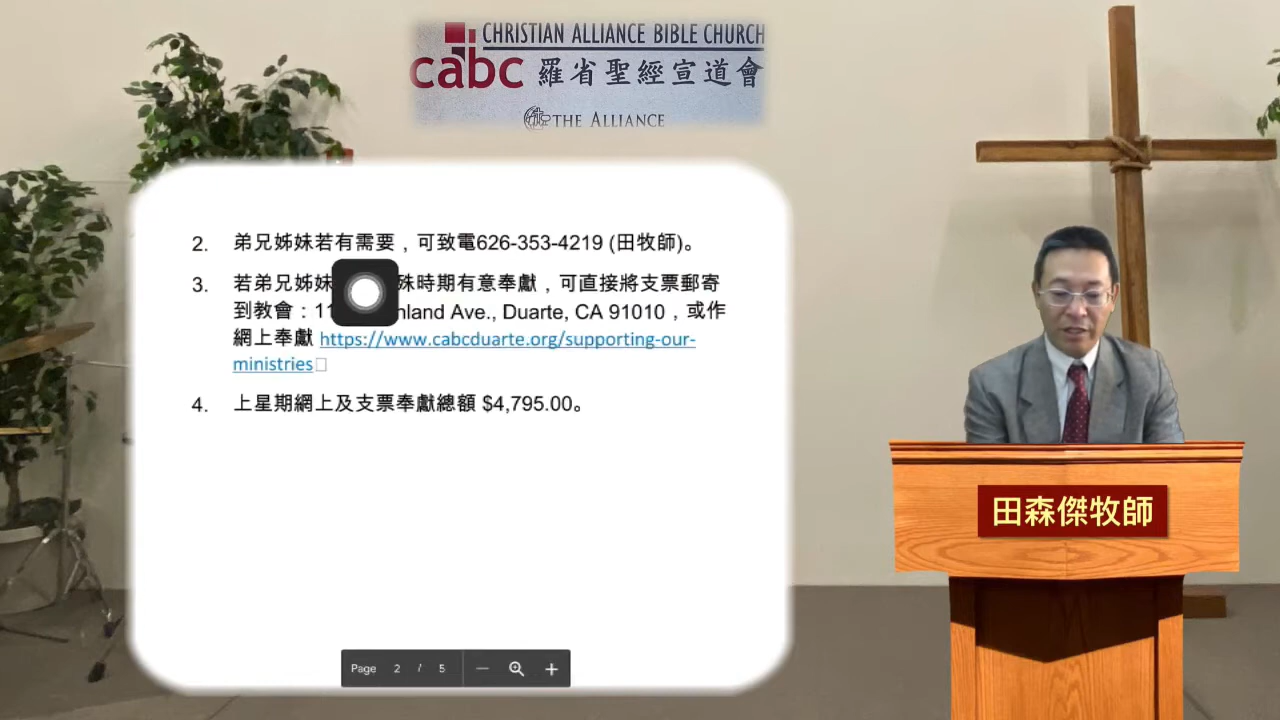 CHRISTIAN ALLIANCE BIBLE CHURCH
cabc 羅省聖經宣道會
THE ALLIANCE
2. 弟兄姊妹若有需要，可致電626-353-4219 (田牧師)。
3. 若弟兄姊妹 殊時期有意奉獻，可直接將支票郵寄
到教會：11 nland Ave., Duarte, CA 91010，或作
網上奉獻 https://www.cabcduarte.org/supporting-our-
ministries
4. 上星期網上及支票奉獻總額 $4,795.00。
田森傑牧師
Page 2 / 5